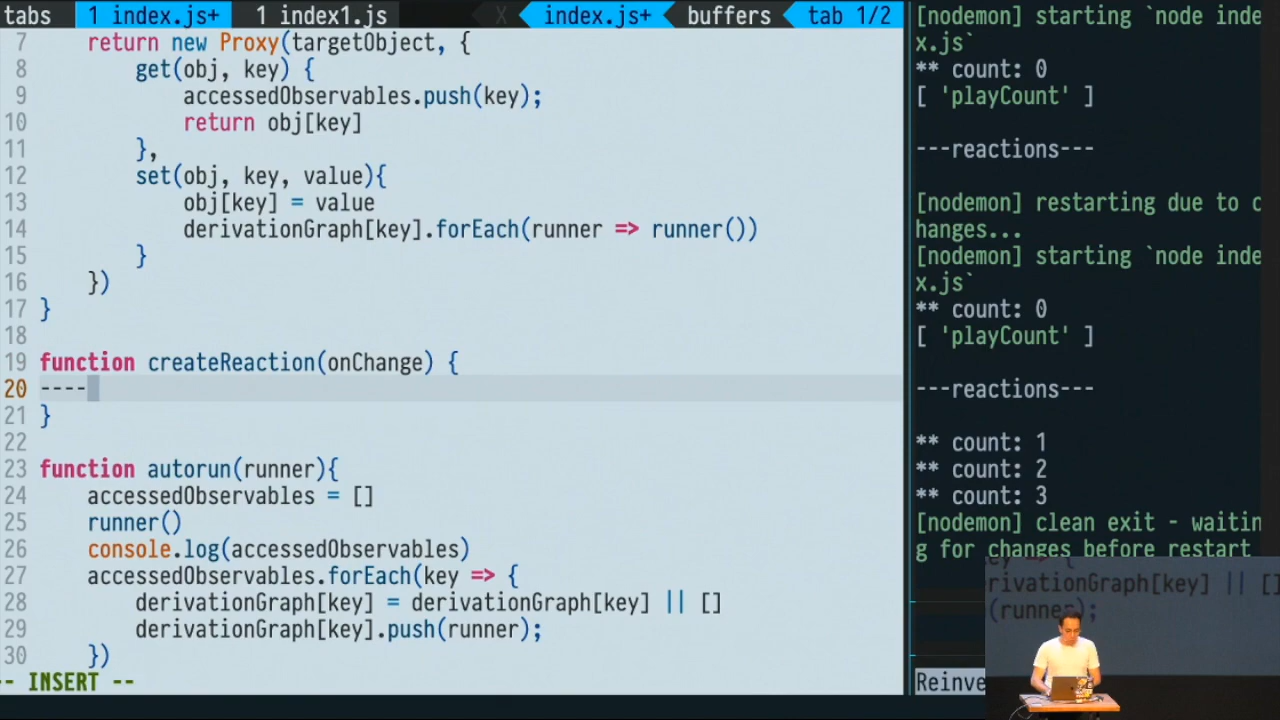 tabs 1 index.js+ 1 index1.js X index.js+ buffers tab 1/2
7 return new Proxy(targetObject, {
8 get(obj, key) {
9 accessedObservables.push(key);
10 return obj[key]
11 },
12 set(obj, key, value){
13 obj[key] = value
14 derivationGraph[key].forEach(runner => runner())
15 }
16 })
17 }
18
19 function createReaction(onChange) {
20 ----
21 }
22
23 function autorun(runner){
24 accessedObservables = []
25 runner()
26 console.log(accessedObservables)
27 accessedObservables.forEach(key => {
28 derivationGraph[key] = derivationGraph[key] || []
29 derivationGraph[key].push(runner);
30 })
-- INSERT --
[nodemon] starting `node inde
x.js`
** count: 0
[ 'playCount' ]
---reactions---
[nodemon] restarting due to c
hanges...
[nodemon] starting `node inde
x.js`
** count: 0
[ 'playCount' ]
---reactions---
** count: 1
** count: 2
** count: 3
[nodemon] clean exit - waitin
g for changes before restart
rivationGraph[key] || []
(runner);
Reinve